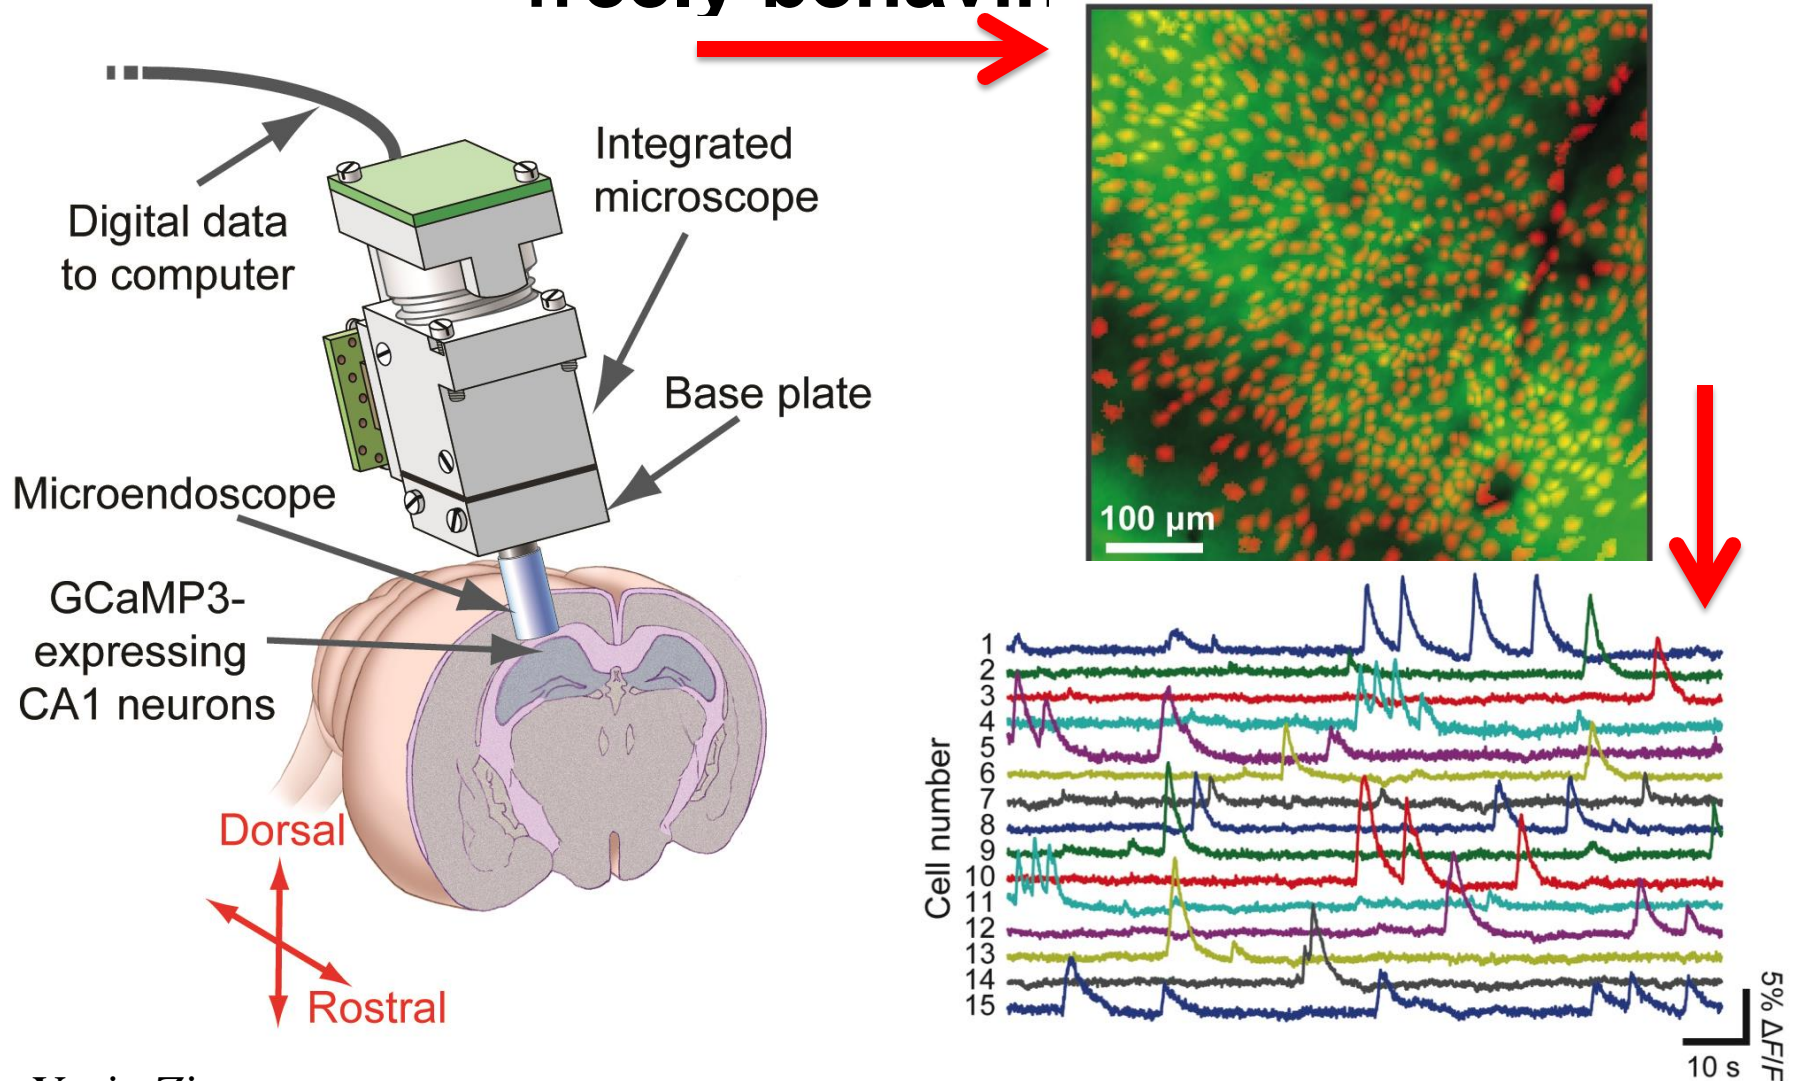 Digital data
to computer
Integrated
microscope
Base plate
Microendoscope
GCaMP3-
expressing
CA1 neurons
Dorsal
Rostral
100 µm
Cell number
1
2
3
4
5
6
7
8
9
10
11
12
13
14
15
5% ΔF/F
10 s